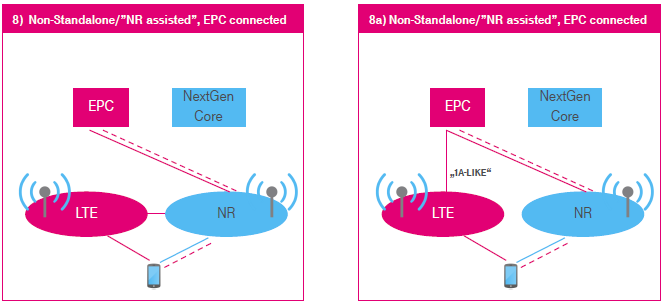 8) Non-Standalone/”NR assisted”, EPC connected
EPC
NextGen
Core
LTE
NR
8a) Non-Standalone/”NR assisted”, EPC connected
EPC
NextGen
Core
„1A-LIKE“
LTE
NR